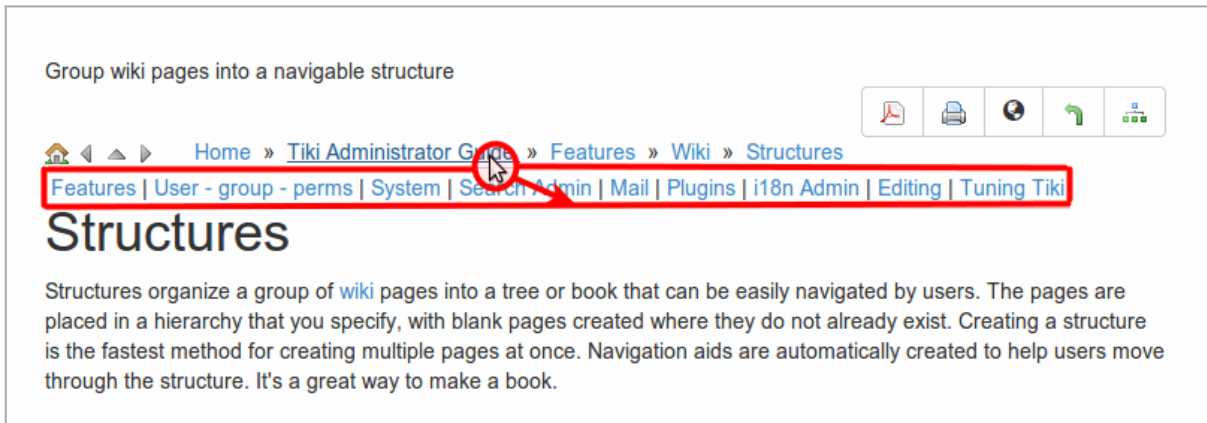 Group wiki pages into a navigable structure
Home » Tiki Administrator Guide » Features » Wiki » Structures
Features | User - group - perms | System | Search Admin | Mail | Plugins | i18n Admin | Editing | Tuning Tiki
Structures
Structures organize a group of wiki pages into a tree or book that can be easily navigated by users. The pages are
placed in a hierarchy that you specify, with blank pages created where they do not already exist. Creating a structure
is the fastest method for creating multiple pages at once. Navigation aids are automatically created to help users move
through the structure. It's a great way to make a book.